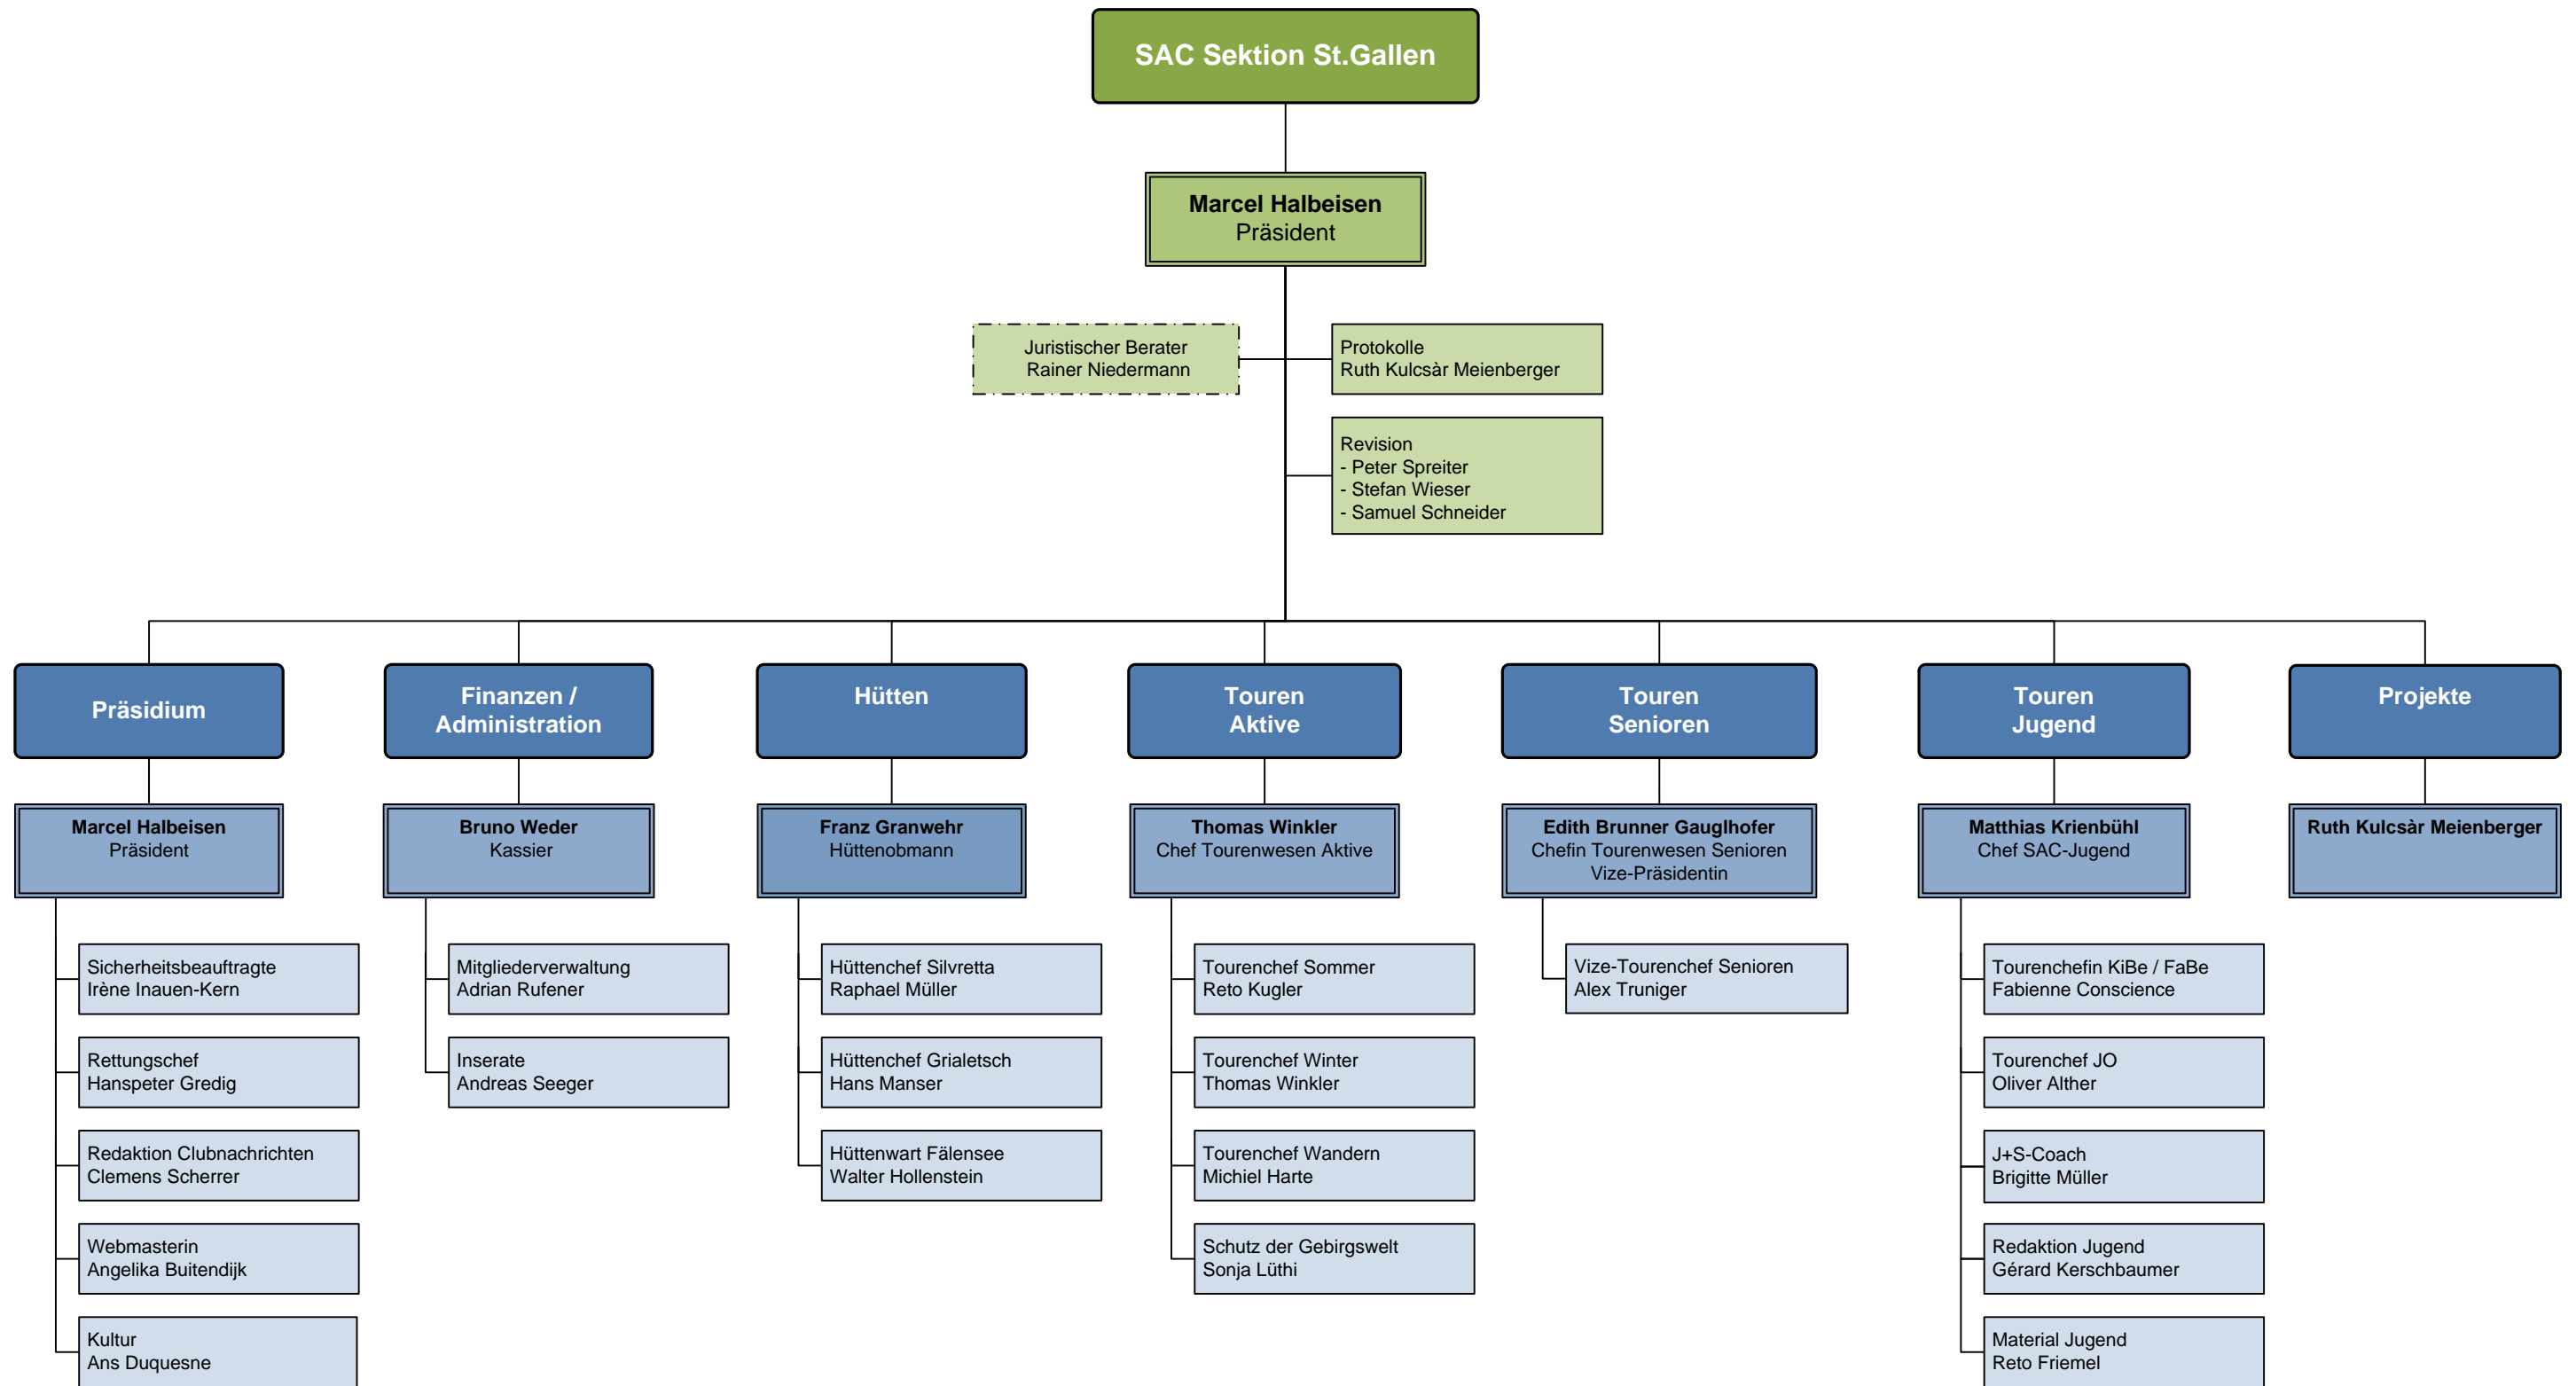 SAC Sektion St.Gallen
Marcel Halbeisen
Präsident
Juristischer Berater
Rainer Niedermann
Protokolle
Ruth Kulcsàr Meienberger
Revision
- Peter Spreiter
- Stefan Wieser
- Samuel Schneider
Präsidium
Marcel Halbeisen
Präsident
Sicherheitsbeauftragte
Irène Inauen-Kern
Rettungschef
Hanspeter Gredig
Redaktion Clubnachrichten
Clemens Scherrer
Webmasterin
Angelika Buitendijk
Kultur
Ans Duquesne
Finanzen /
Administration
Bruno Weder
Kassier
Mitgliederverwaltung
Adrian Rufener
Inserate
Andreas Seeger
Hütten
Franz Granwehr
Hüttenobmann
Hüttenchef Silvretta
Raphael Müller
Hüttenchef Grialetsch
Hans Manser
Hüttenwart Fälensee
Walter Hollenstein
Touren
Aktive
Thomas Winkler
Chef Tourenwesen Aktive
Tourenchef Sommer
Reto Kugler
Tourenchef Winter
Thomas Winkler
Tourenchef Wandern
Michiel Harte
Schutz der Gebirgswelt
Sonja Lüthi
Touren
Senioren
Edith Brunner Gauglhofer
Chefin Tourenwesen Senioren
Vize-Präsidentin
Vize-Tourenchef Senioren
Alex Truniger
Touren
Jugend
Matthias Krienbühl
Chef SAC-Jugend
Tourenchefin KiBe / FaBe
Fabienne Conscience
Tourenchef JO
Oliver Alther
J+S-Coach
Brigitte Müller
Redaktion Jugend
Gérard Kerschbaumer
Material Jugend
Reto Friemel
Projekte
Ruth Kulcsàr Meienberger